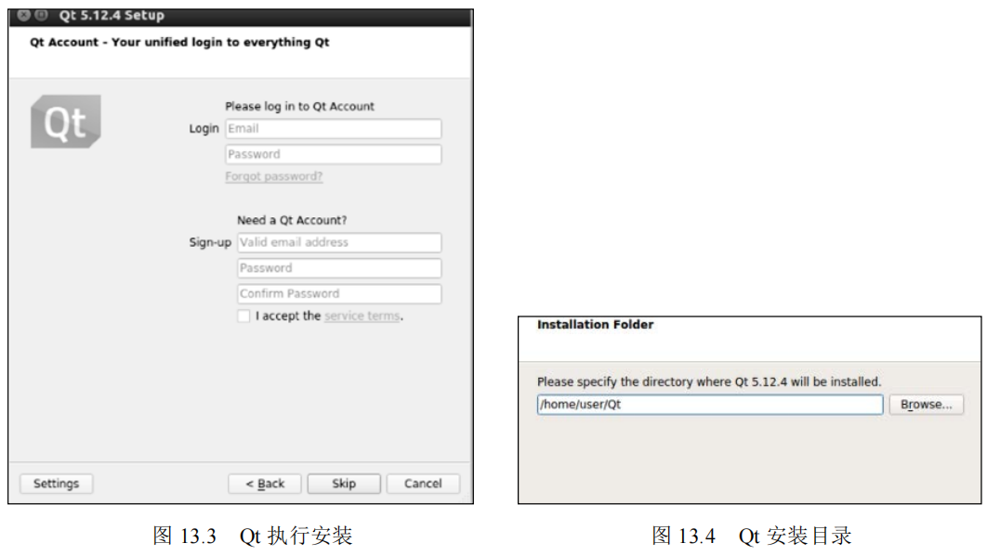 Qt 5.12.4 Setup
Qt Account - Your unified login to everything Qt
Qt
Please log in to Qt Account
Login Email
Password
Forgot password?
Need a Qt Account?
Sign-up Valid email address
Password
Confirm Password
I accept the service terms.
Settings < Back Skip Cancel
图 13.3 Qt 执行安装
Installation Folder
Please specify the directory where Qt 5.12.4 will be installed.
/home/user/Qt Browse...
图 13.4 Qt 安装目录